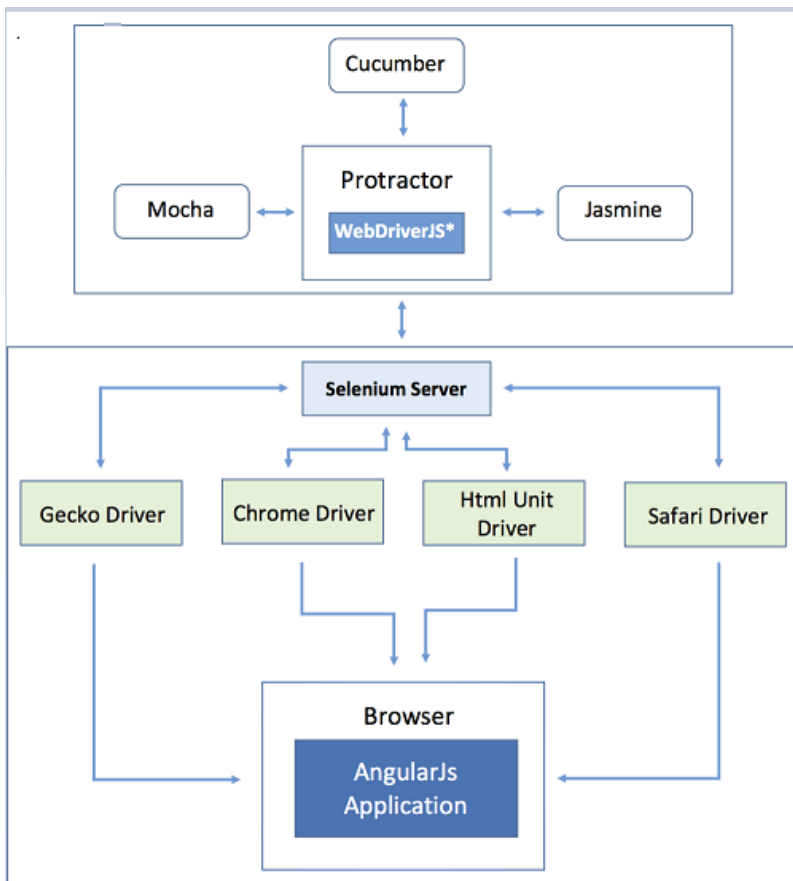 Cucumber
Protractor
Mocha
WebDriverJS*
Jasmine
Selenium Server
Gecko Driver
Chrome Driver
Html Unit
Driver
Safari Driver
Browser
AngularJs
Application